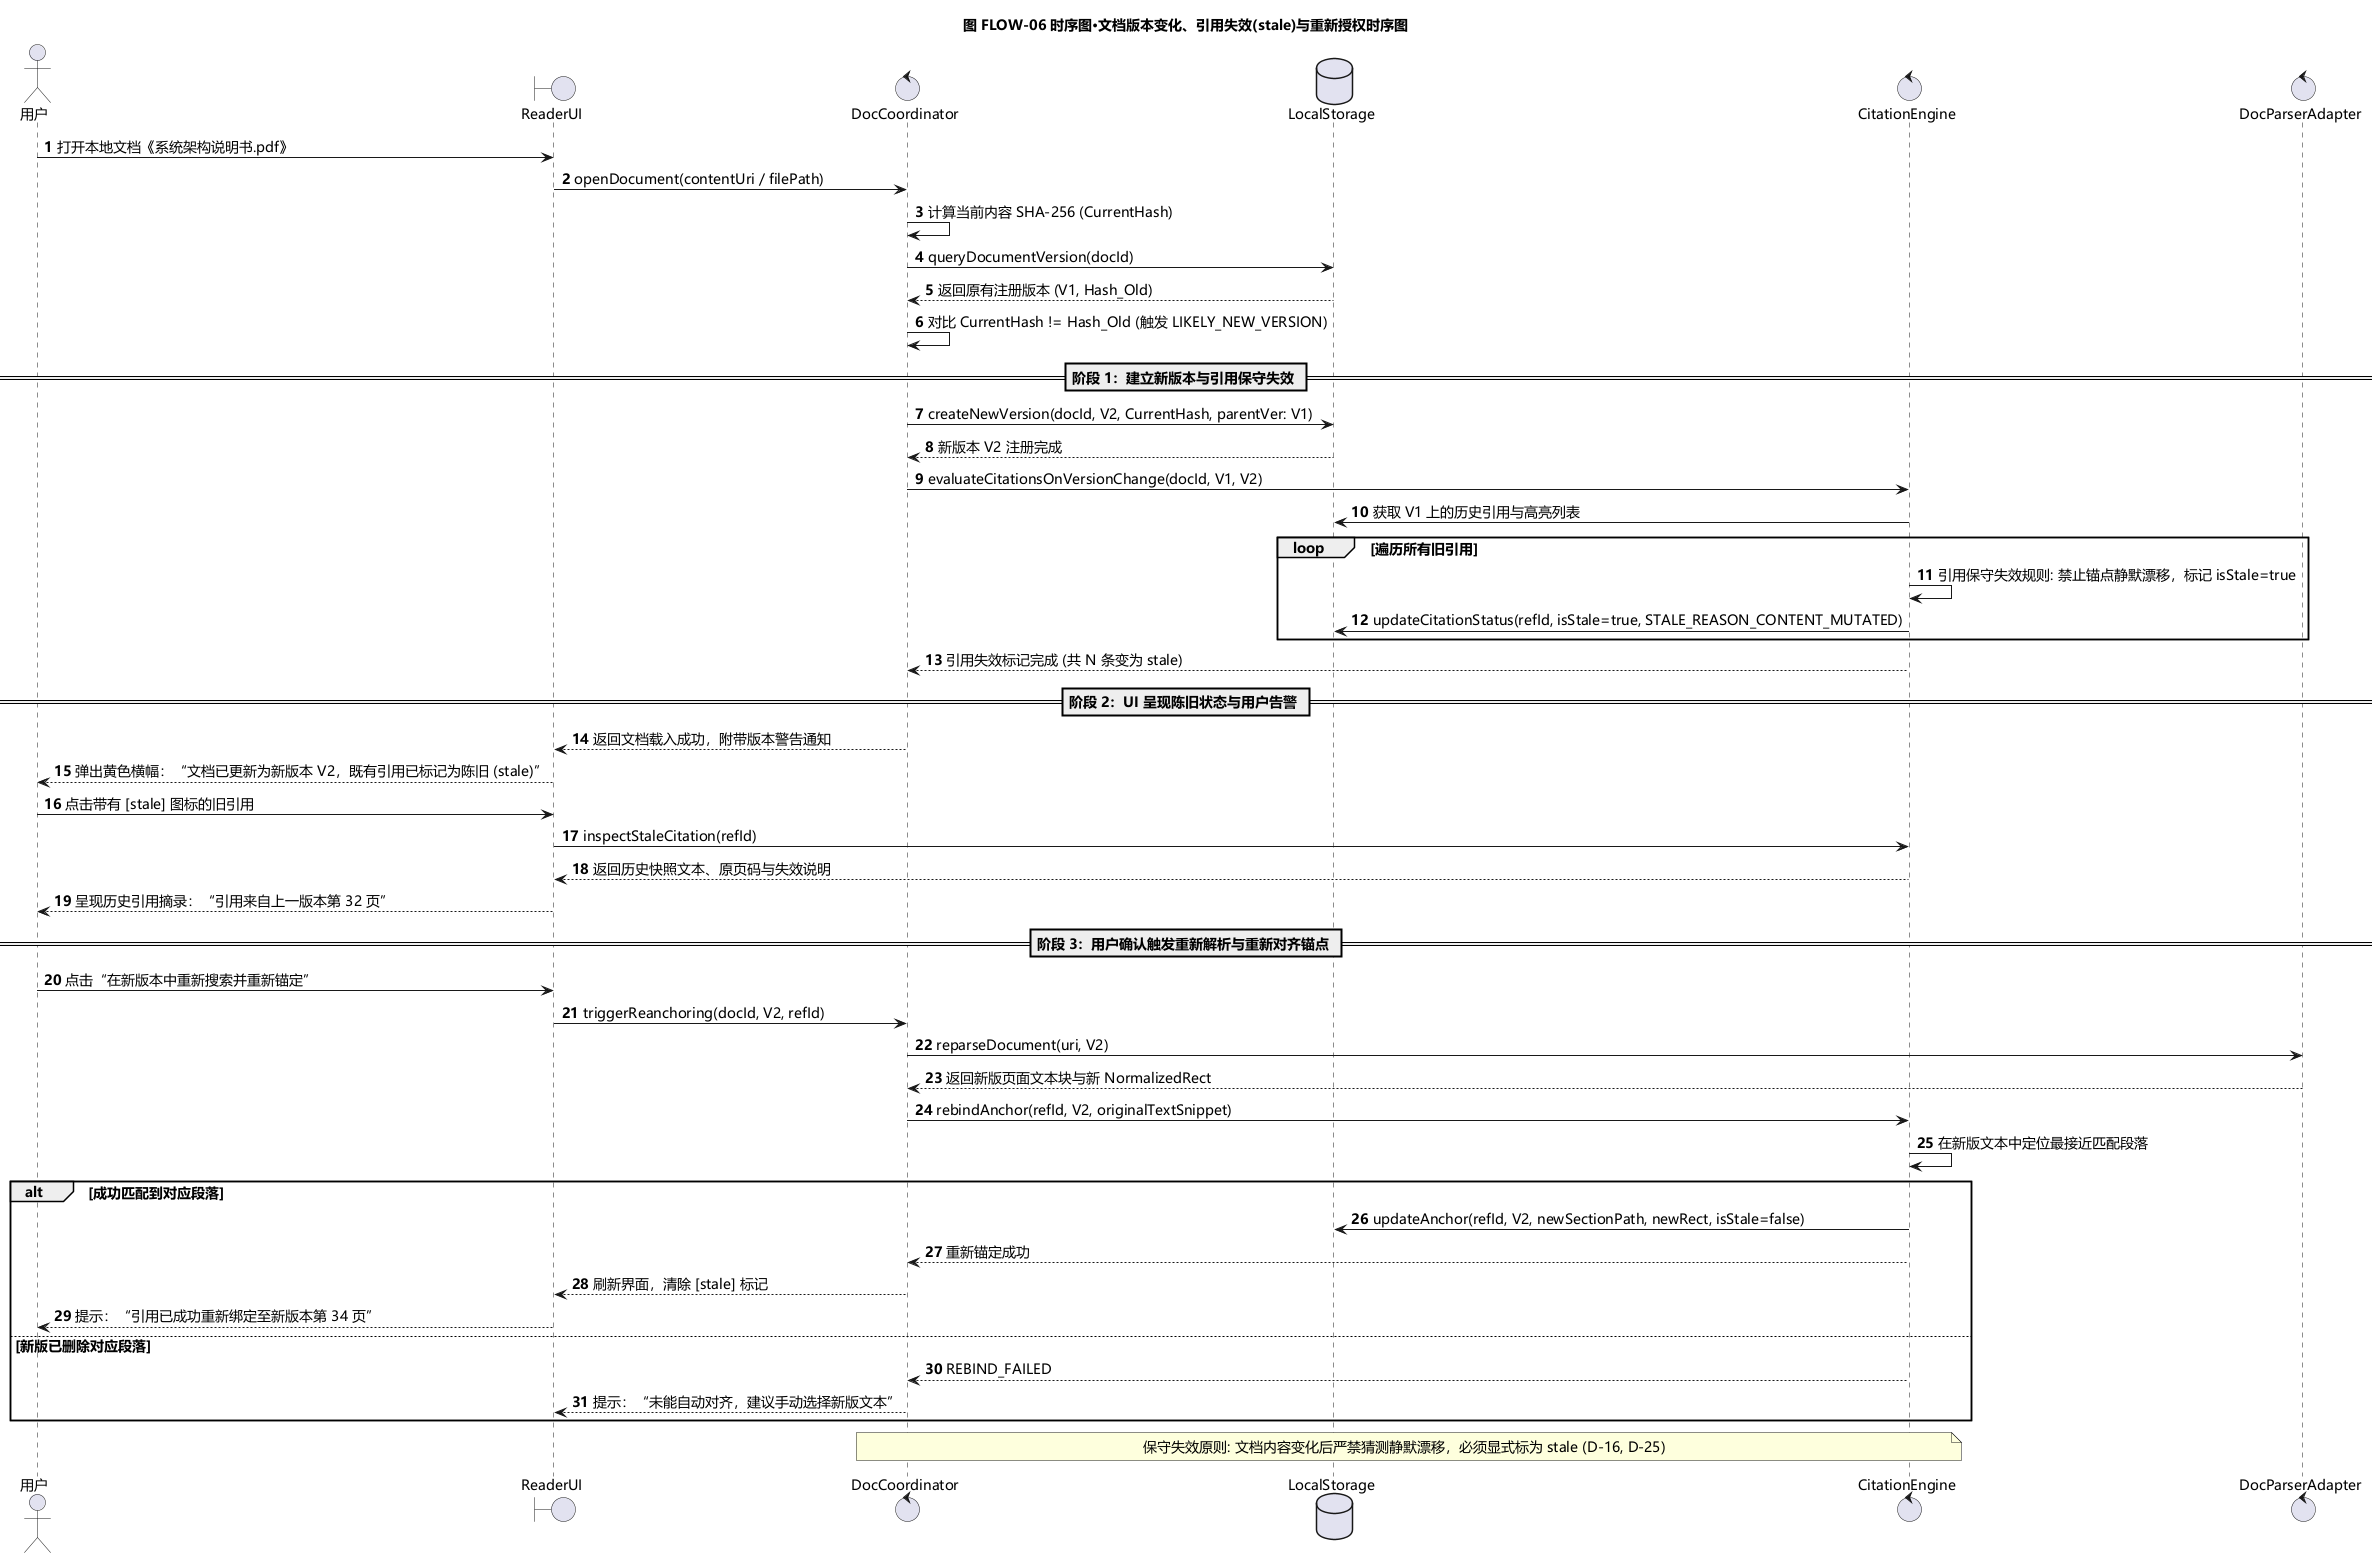 图 FLOW-06 时序图•文档版本变化、引用失效(stale)与重新授权时序图
用户
ReaderUI
DocCoordinator
LocalStorage
CitationEngine
DocParserAdapter
1 打开本地文档《系统架构说明书.pdf》
2 openDocument(contentUri / filePath)
3 计算当前内容 SHA-256 (CurrentHash)
4 queryDocumentVersion(docId)
5 返回原有注册版本 (V1, Hash_Old)
6 对比 CurrentHash != Hash_Old (触发 LIKELY_NEW_VERSION)
阶段 1：建立新版本与引用保守失效
7 createNewVersion(docId, V2, CurrentHash, parentVer: V1)
8 新版本 V2 注册完成
9 evaluateCitationsOnVersionChange(docId, V1, V2)
10 获取 V1 上的历史引用与高亮列表
loop [遍历所有旧引用]
11 引用保守失效规则: 禁止锚点静默漂移，标记 isStale=true
12 updateCitationStatus(refId, isStale=true, STALE_REASON_CONTENT_MUTATED)
13 引用失效标记完成 (共 N 条变为 stale)
阶段 2：UI 呈现陈旧状态与用户告警
14 返回文档载入成功，附带版本警告通知
15 弹出黄色横幅：“文档已更新为新版本 V2，既有引用已标记为陈旧 (stale)”
16 点击带有 [stale] 图标的旧引用
17 inspectStaleCitation(refId)
18 返回历史快照文本、原页码与失效说明
19 呈现历史引用摘录：“引用来自上一版本第 32 页”
阶段 3：用户确认触发重新解析与重新对齐锚点
20 点击“在新版本中重新搜索并重新锚定”
21 triggerReanchoring(docId, V2, refId)
22 reparseDocument(uri, V2)
23 返回新版页面文本块与新 NormalizedRect
24 rebindAnchor(refId, V2, originalTextSnippet)
25 在新版文本中定位最接近匹配段落
alt [成功匹配到对应段落]
26 updateAnchor(refId, V2, newSectionPath, newRect, isStale=false)
27 重新锚定成功
28 刷新界面，清除 [stale] 标记
29 提示：“引用已成功重新绑定至新版本第 34 页”
[新版已删除对应段落]
30 REBIND_FAILED
31 提示：“未能自动对齐，建议手动选择新版文本”
保守失效原则: 文档内容变化后严禁猜测静默漂移，必须显式标为 stale (D-16, D-25)
用户
ReaderUI
DocCoordinator
LocalStorage
CitationEngine
DocParserAdapter